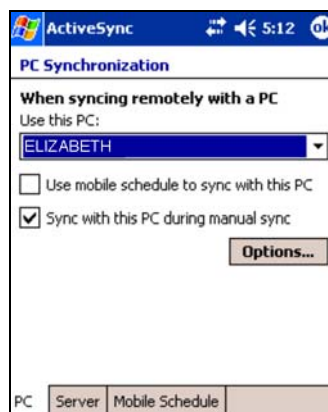 ActiveSync 5:12 ok
PC Synchronization
When syncing remotely with a PC
Use this PC:
ELIZABETH
Use mobile schedule to sync with this PC
Sync with this PC during manual sync
Options...
PC Server Mobile Schedule